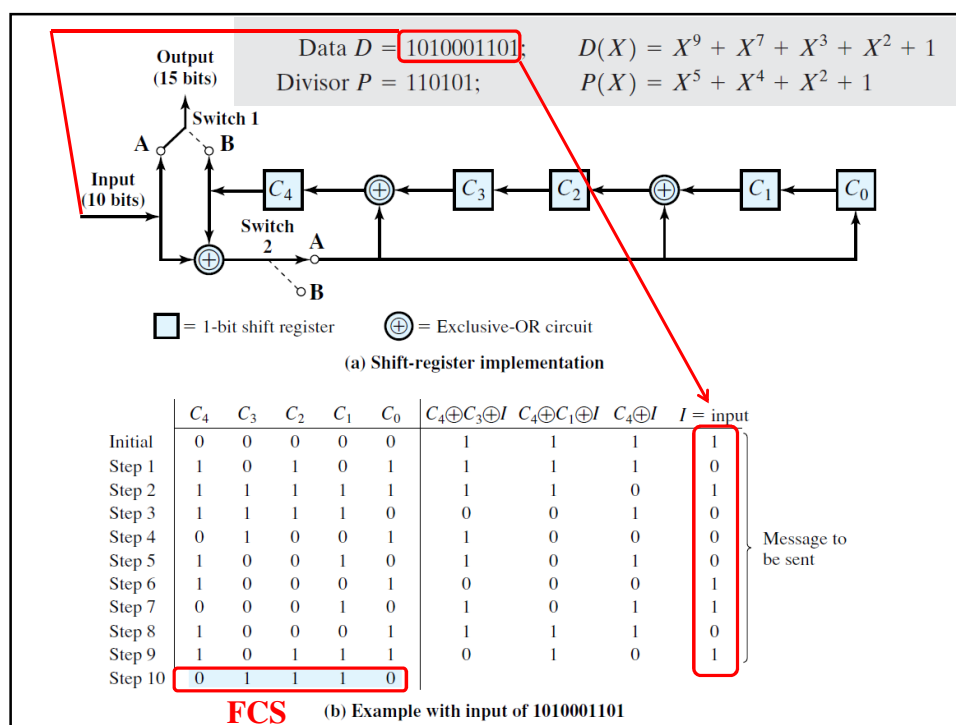 Data D = 1010001101; D(X) = X⁹ + X⁷ + X³ + X² + 1
Divisor P = 110101; P(X) = X⁵ + X⁴ + X² + 1
Output
(15 bits)
Switch 1
A
B
Input
(10 bits)
C₄
C₃
C₂
C₁
C₀
Switch
2
A
B
= 1-bit shift register
= Exclusive-OR circuit
(a) Shift-register implementation
C₄ C₃ C₂ C₁ C₀ C₄⊕C₃⊕I C₄⊕C₁⊕I C₄⊕I I = input
Initial 0 0 0 0 0 1 1 1 1
Step 1 1 0 1 0 1 1 1 1 0
Step 2 1 1 1 1 1 1 1 0 1
Step 3 1 1 1 1 0 0 0 1 0
Step 4 0 1 0 0 1 1 0 0 0
Step 5 1 0 0 1 0 1 0 1 0
Step 6 1 0 0 0 1 0 0 0 1
Step 7 0 0 0 1 0 1 0 1 1
Step 8 1 0 0 0 1 1 1 1 0
Step 9 1 0 1 1 1 0 1 0 1
Step 10 0 1 1 1 0
Message to
be sent
FCS
(b) Example with input of 1010001101